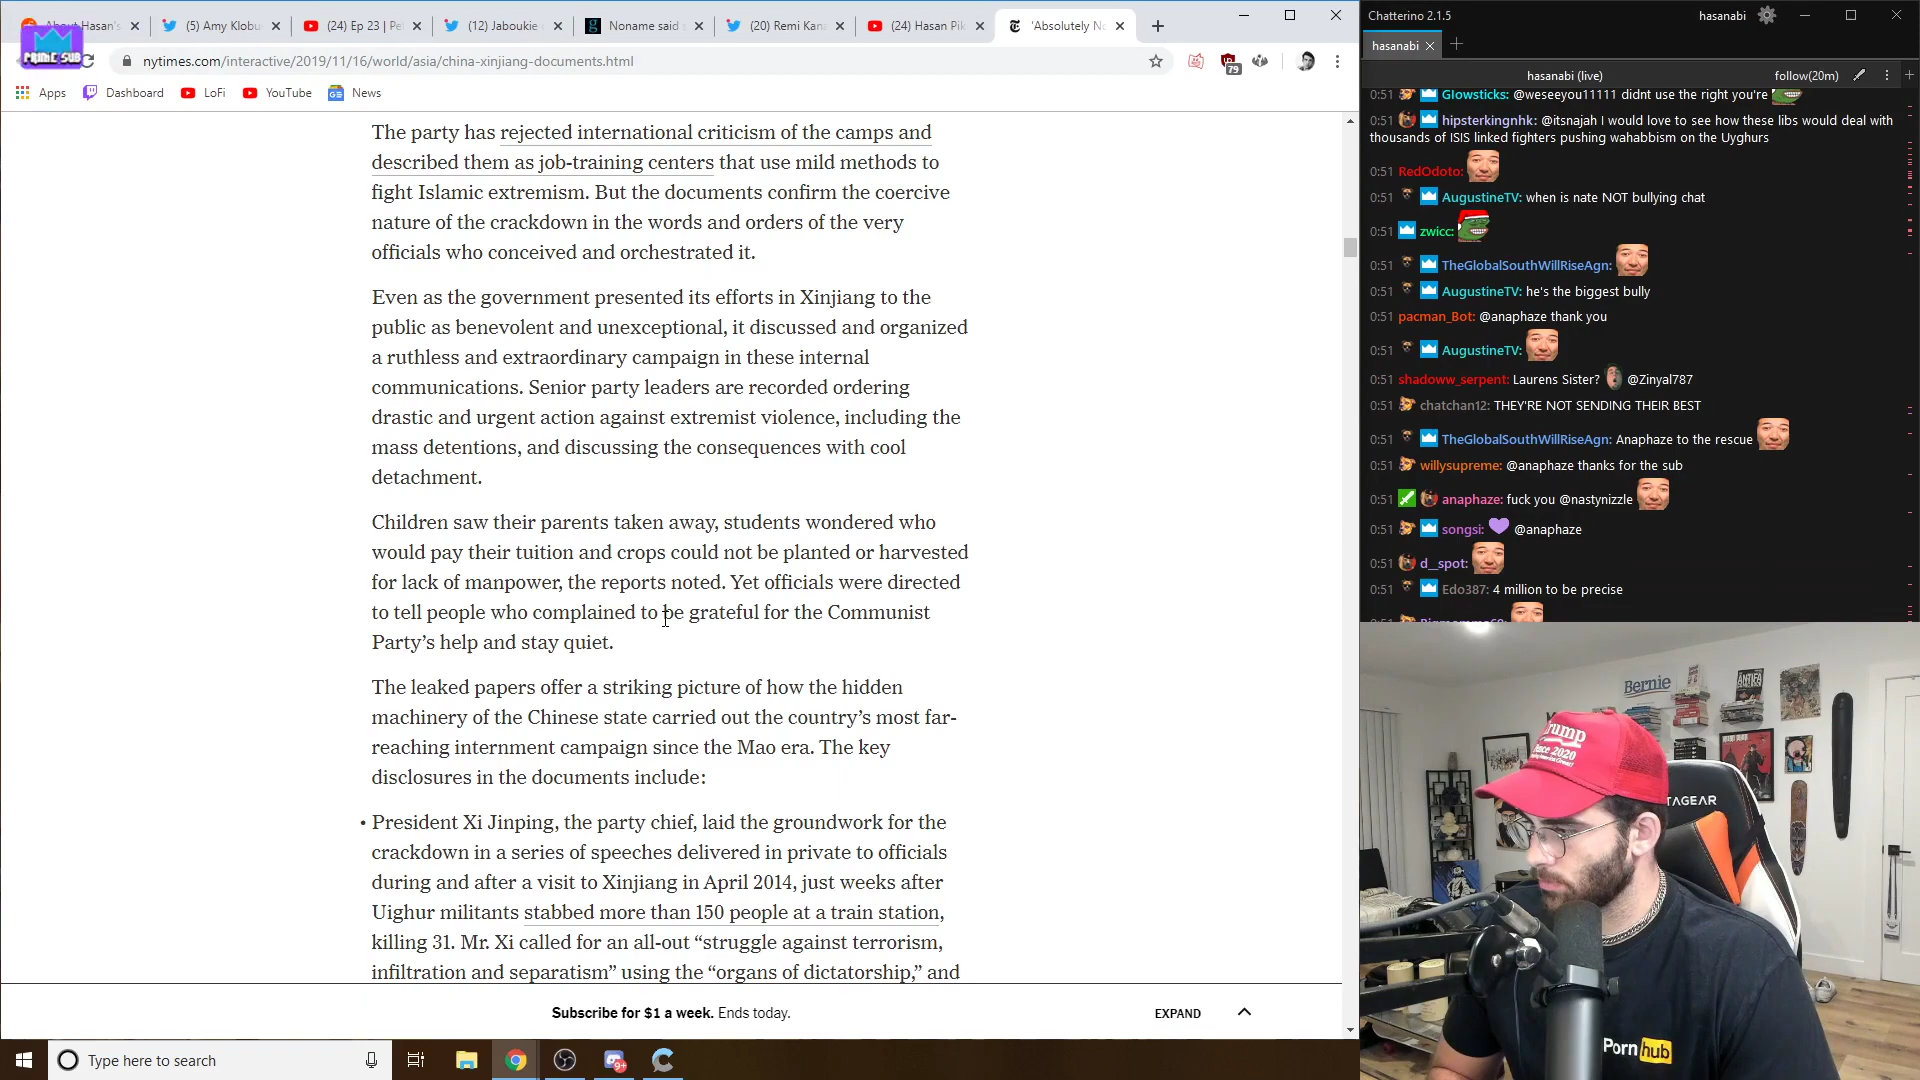 About Hasan's
(5) Amy Klobu
(24) Ep 23 | Pe
(12) Jaboukie
Noname said
(20) Remi Kana
(24) Hasan Pik
'Absolutely No
PRIME SUB
nytimes.com/interactive/2019/11/16/world/asia/china-xinjiang-documents.html
79
Apps
Dashboard
LoFi
YouTube
News
The party has rejected international criticism of the camps and
described them as job-training centers that use mild methods to
fight Islamic extremism. But the documents confirm the coercive
nature of the crackdown in the words and orders of the very
officials who conceived and orchestrated it.
Even as the government presented its efforts in Xinjiang to the
public as benevolent and unexceptional, it discussed and organized
a ruthless and extraordinary campaign in these internal
communications. Senior party leaders are recorded ordering
drastic and urgent action against extremist violence, including the
mass detentions, and discussing the consequences with cool
detachment.
Children saw their parents taken away, students wondered who
would pay their tuition and crops could not be planted or harvested
for lack of manpower, the reports noted. Yet officials were directed
to tell people who complained to be grateful for the Communist
Party's help and stay quiet.
The leaked papers offer a striking picture of how the hidden
machinery of the Chinese state carried out the country's most far-
reaching internment campaign since the Mao era. The key
disclosures in the documents include:
• President Xi Jinping, the party chief, laid the groundwork for the
crackdown in a series of speeches delivered in private to officials
during and after a visit to Xinjiang in April 2014, just weeks after
Uighur militants stabbed more than 150 people at a train station,
killing 31. Mr. Xi called for an all-out “struggle against terrorism,
infiltration and separatism” using the “organs of dictatorship,” and
Subscribe for $1 a week. Ends today.
EXPAND
Type here to search
9+
Chatterino 2.1.5
hasanabi
hasanabi
hasanabi (live)
follow(20m)
0:51 Glowsticks: @weseeyou11111 didnt use the right you're
0:51 hipsterkingnhk: @itsnajah I would love to see how these libs would deal with
thousands of ISIS linked fighters pushing wahabbism on the Uyghurs
0:51 RedOdoto:
0:51 AugustineTV: when is nate NOT bullying chat
0:51 zwicc:
0:51 TheGlobalSouthWillRiseAgn:
0:51 AugustineTV: he's the biggest bully
0:51 pacman_Bot: @anaphaze thank you
0:51 AugustineTV:
0:51 shadoww_serpent: Laurens Sister? @Zinyal787
0:51 chatchan12: THEY'RE NOT SENDING THEIR BEST
0:51 TheGlobalSouthWillRiseAgn: Anaphaze to the rescue
0:51 willysupreme: @anaphaze thanks for the sub
0:51 anaphaze: fuck you @nastynizzle
0:51 songsi: @anaphaze
0:51 d__spot:
0:51 Edo387: 4 million to be precise
Bernie
ANTIFA
Trump
2020
TAGEAR
Porn hub